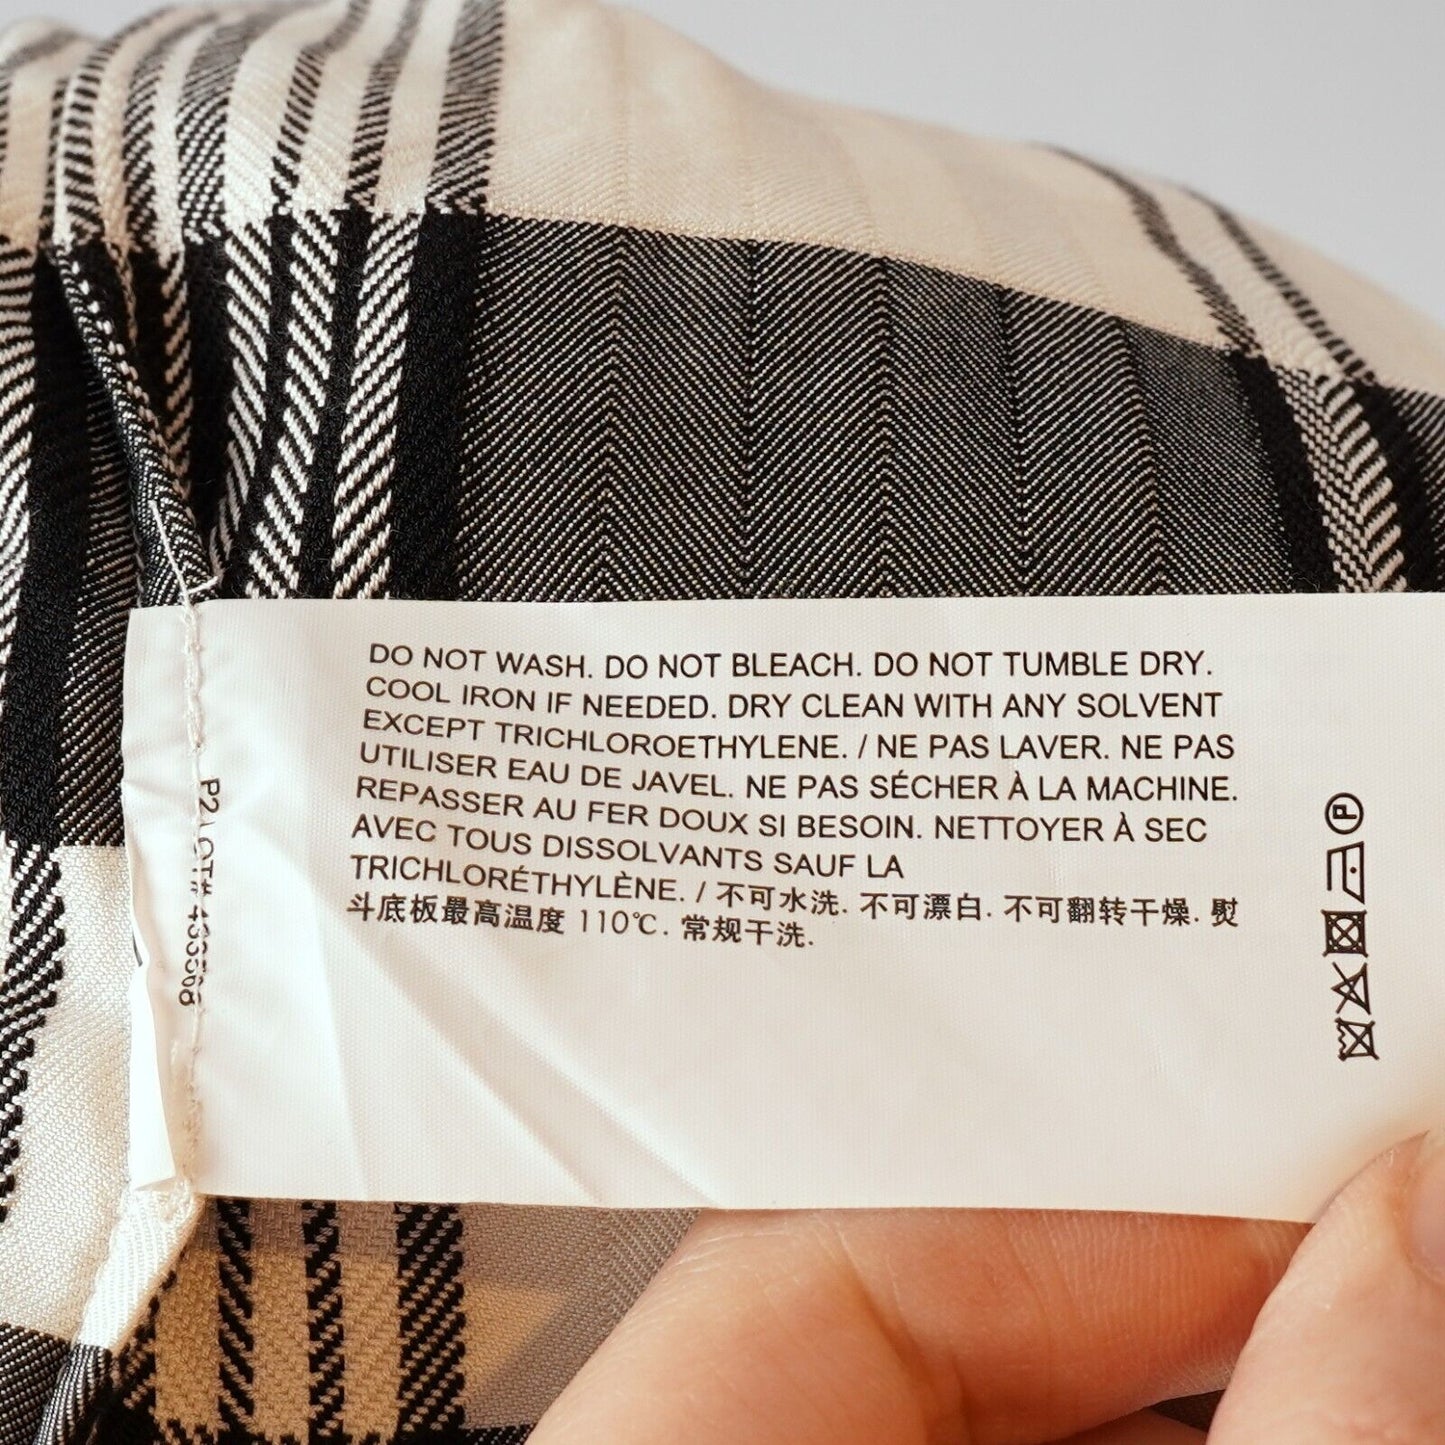 DO NOT WASH. DO NOT BLEACH. DO NOT TUMBLE DRY.
COOL IRON IF NEEDED. DRY CLEAN WITH ANY SOLVENT
EXCEPT TRICHLOROETHYLENE. / NE PAS LAVER. NE PAS
UTILISER EAU DE JAVEL. NE PAS SÉCHER À LA MACHINE.
REPASSER AU FER DOUX SI BESOIN. NETTOYER À SEC
AVEC TOUS DISSOLVANTS SAUF LA
TRICHLORÉTHYLÈNE. / 不可水洗. 不可漂白. 不可翻转干燥. 熨
斗底板最高温度 110℃. 常规干洗.
P
P2 LOT#